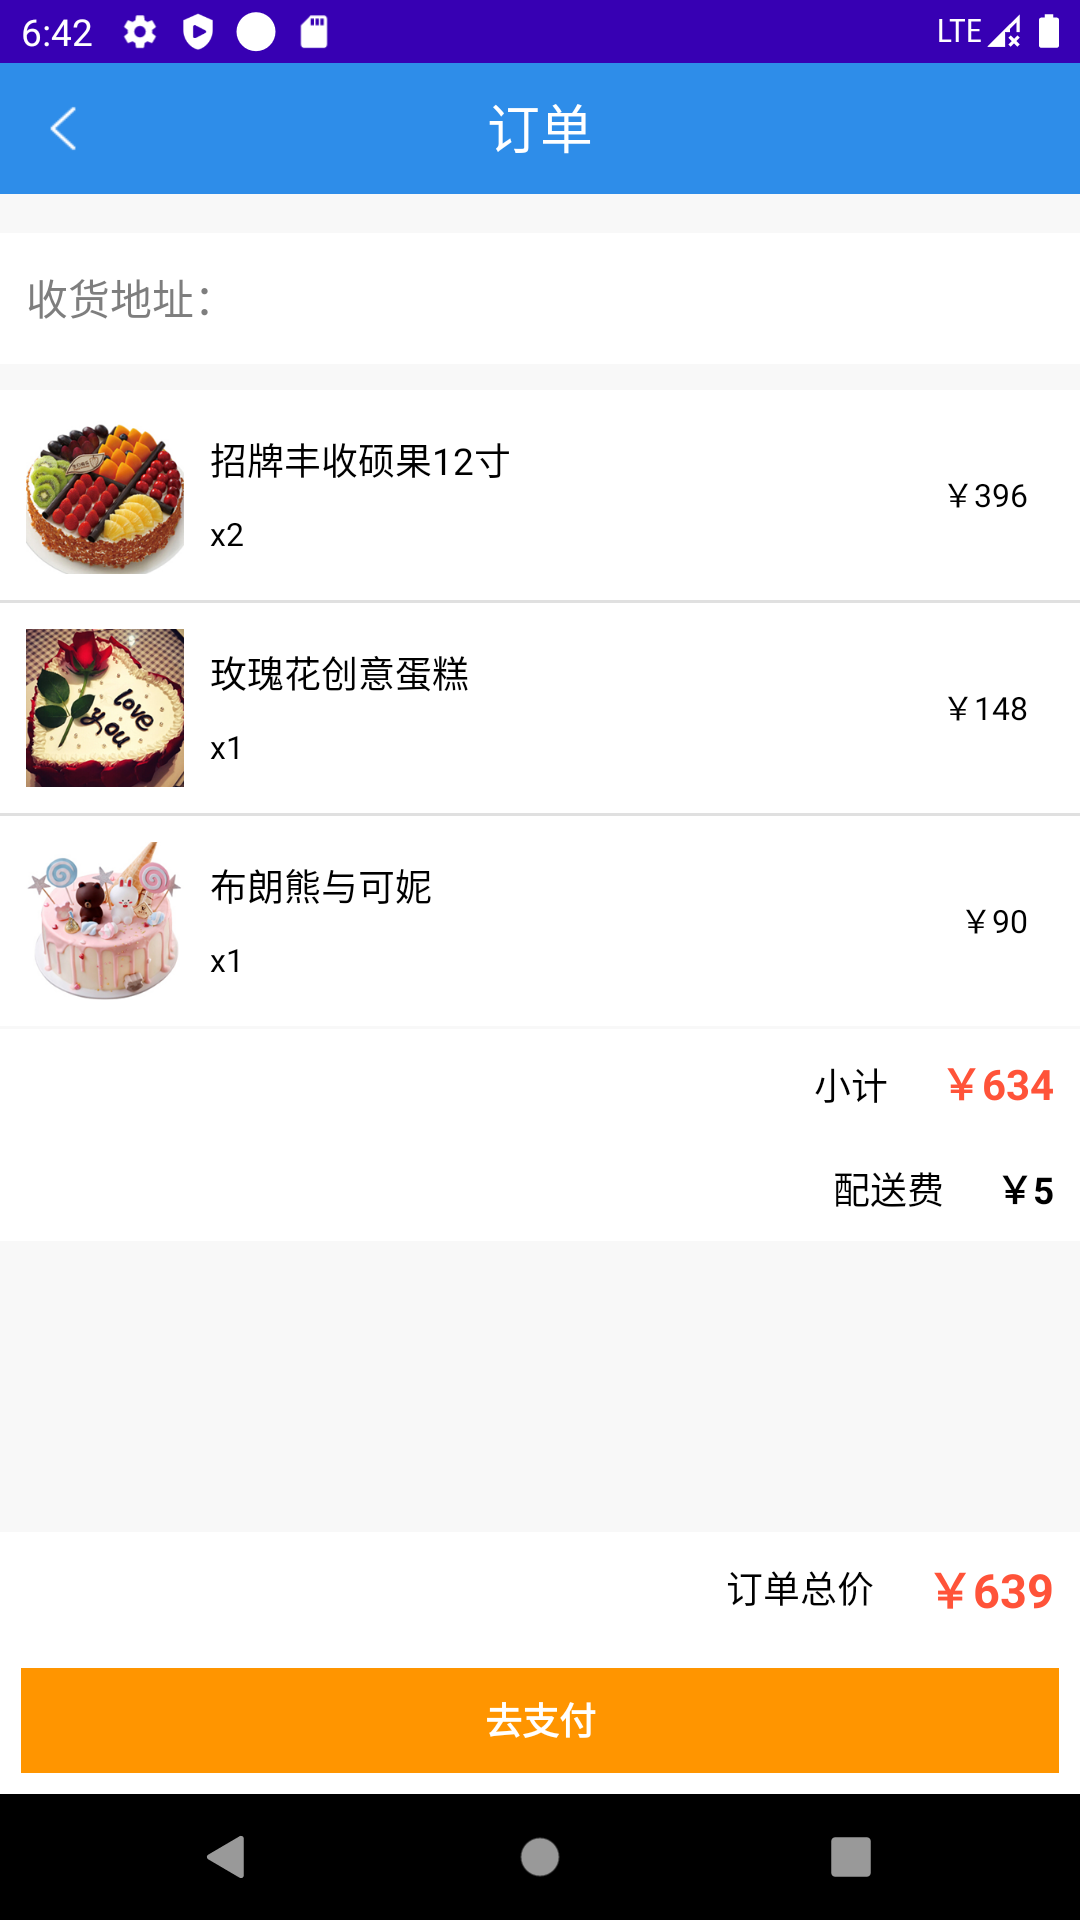 6:42 LTE
订单
收货地址：
招牌丰收硕果12寸
x2
￥396
love you
玫瑰花创意蛋糕
x1
￥148
布朗熊与可妮
x1
￥90
小计 ￥634
配送费 ￥5
订单总价 ￥639
去支付